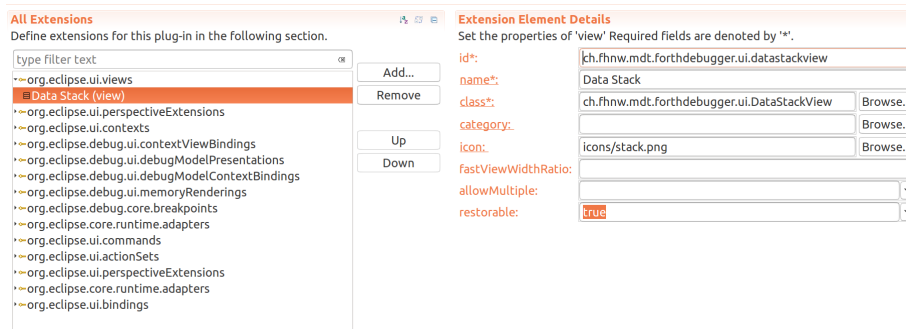 All Extensions
Define extensions for this plug-in in the following section.
type filter text
org.eclipse.ui.views
Data Stack (view)
org.eclipse.ui.perspectiveExtensions
org.eclipse.ui.contexts
org.eclipse.debug.ui.contextViewBindings
org.eclipse.debug.ui.debugModelPresentations
org.eclipse.debug.ui.debugModelContextBindings
org.eclipse.debug.ui.memoryRenderings
org.eclipse.debug.core.breakpoints
org.eclipse.core.runtime.adapters
org.eclipse.ui.commands
org.eclipse.ui.actionSets
org.eclipse.ui.perspectiveExtensions
org.eclipse.core.runtime.adapters
org.eclipse.ui.bindings
Add...
Remove
Up
Down
Extension Element Details
Set the properties of 'view' Required fields are denoted by '*'.
id*: ch.fhnw.mdt.forthdebugger.ui.datastackview
name*: Data Stack
class*: ch.fhnw.mdt.forthdebugger.ui.DataStackView Browse..
category: Browse..
icon: icons/stack.png Browse..
fastViewWidthRatio:
allowMultiple:
restorable: true